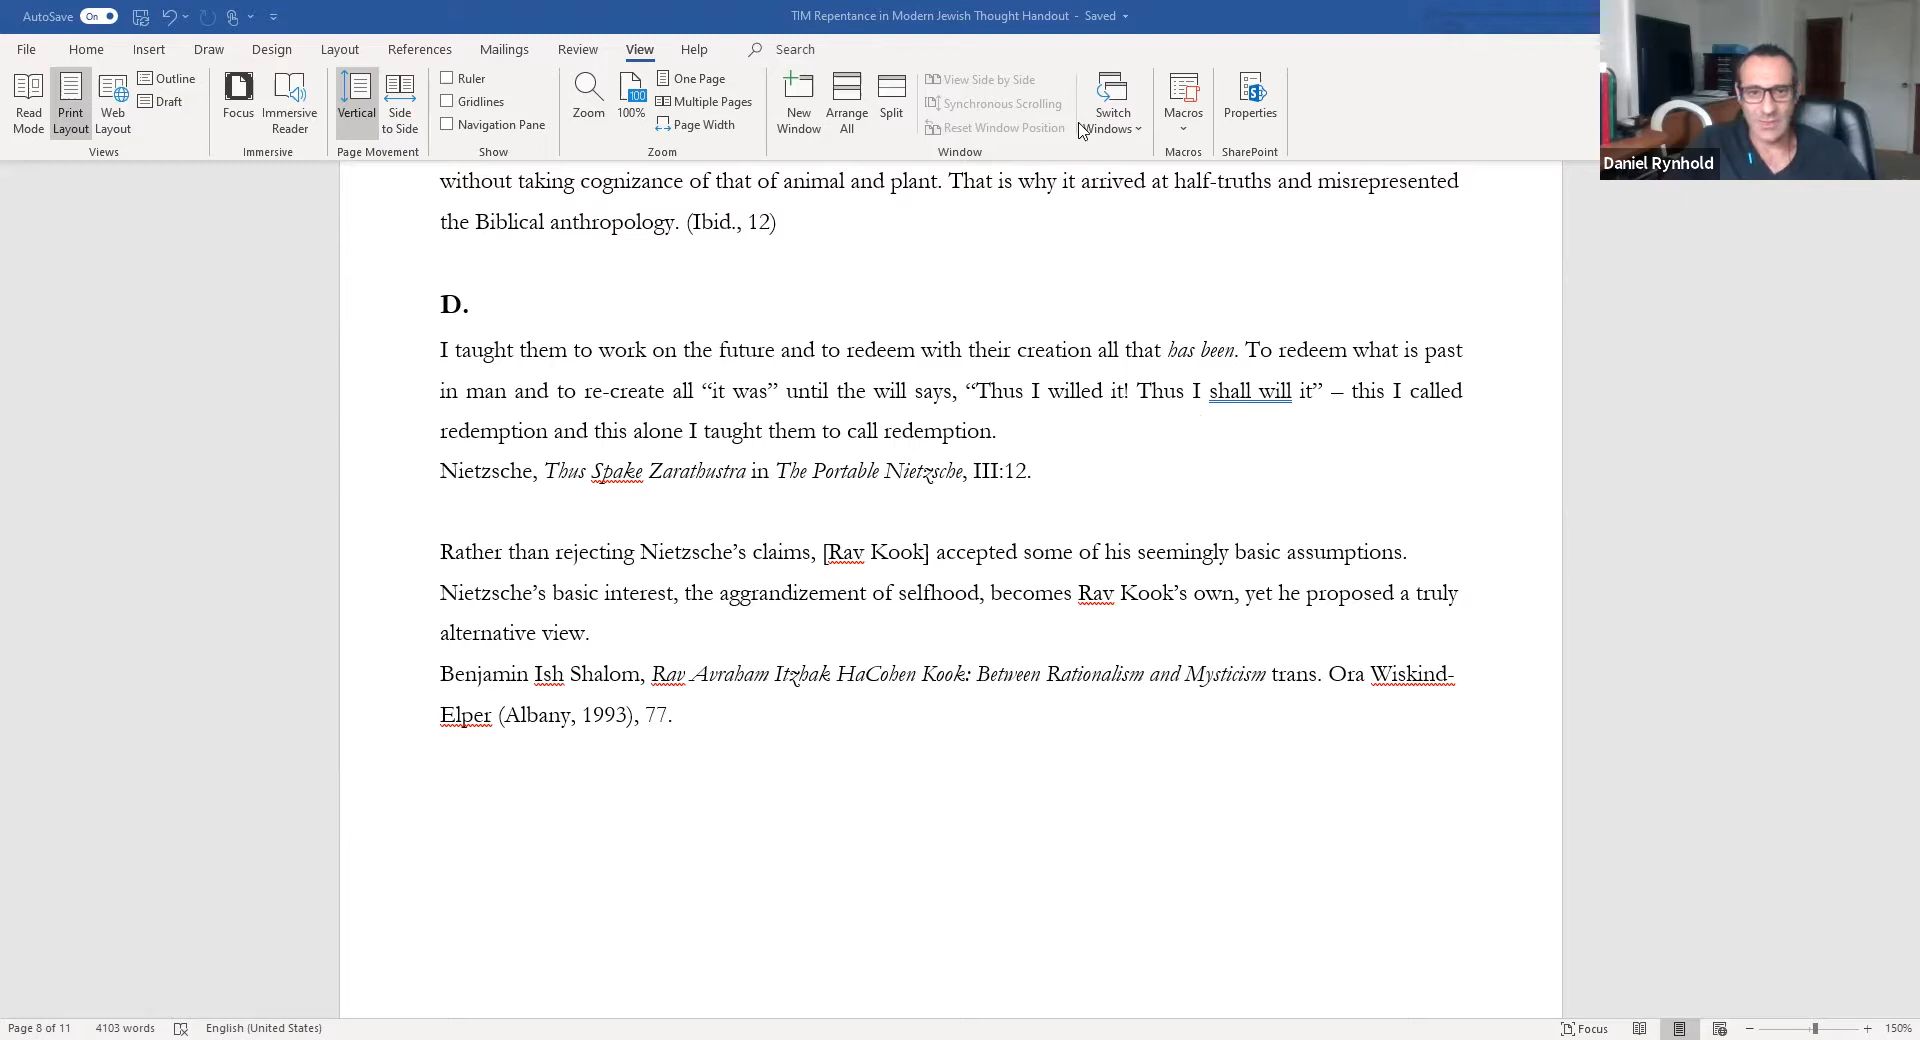 AutoSave On TIM Repentance in Modern Jewish Thought Handout - Saved
File Home Insert Draw Design Layout References Mailings Review View Help Search
Read Mode
Print Layout
Web Layout
Outline
Draft
Views
Focus
Immersive Reader
Immersive
Vertical
Side to Side
Page Movement
Ruler
Gridlines
Navigation Pane
Show
Zoom
100
100%
One Page
Multiple Pages
Page Width
Zoom
New Window
Arrange All
Split
View Side by Side
Synchronous Scrolling
Reset Window Position
Switch Windows
Window
Macros
Macros
Properties
SharePoint
Daniel Rynhold
without taking cognizance of that of animal and plant. That is why it arrived at half-truths and misrepresented
the Biblical anthropology. (Ibid., 12)
D.
I taught them to work on the future and to redeem with their creation all that has been. To redeem what is past
in man and to re-create all “it was” until the will says, “Thus I willed it! Thus I shall will it” – this I called
redemption and this alone I taught them to call redemption.
Nietzsche, Thus Spake Zarathustra in The Portable Nietzsche, III:12.
Rather than rejecting Nietzsche’s claims, [Rav Kook] accepted some of his seemingly basic assumptions.
Nietzsche’s basic interest, the aggrandizement of selfhood, becomes Rav Kook’s own, yet he proposed a truly
alternative view.
Benjamin Ish Shalom, Rav Avraham Itzhak HaCohen Kook: Between Rationalism and Mysticism trans. Ora Wiskind-
Elper (Albany, 1993), 77.
Page 8 of 11 4103 words English (United States) Focus 150%